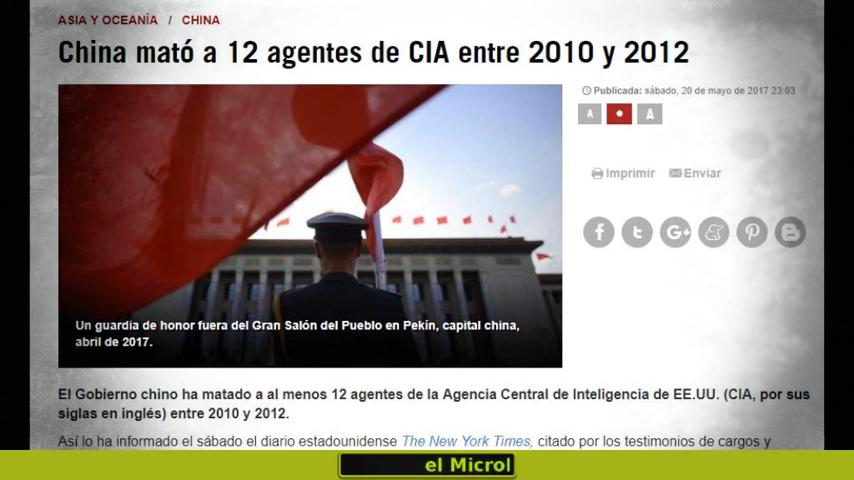 ASIA Y OCEANÍA / CHINA
China mató a 12 agentes de CIA entre 2010 y 2012
Publicada: sábado, 20 de mayo de 2017 23:03
A A
Imprimir Enviar
Un guardia de honor fuera del Gran Salón del Pueblo en Pekín, capital china,
abril de 2017.
El Gobierno chino ha matado a al menos 12 agentes de la Agencia Central de Inteligencia de EE.UU. (CIA, por sus
siglas en inglés) entre 2010 y 2012.
Así lo ha informado el sábado el diario estadounidense The New York Times, citado por los testimonios de cargos y
el Microl